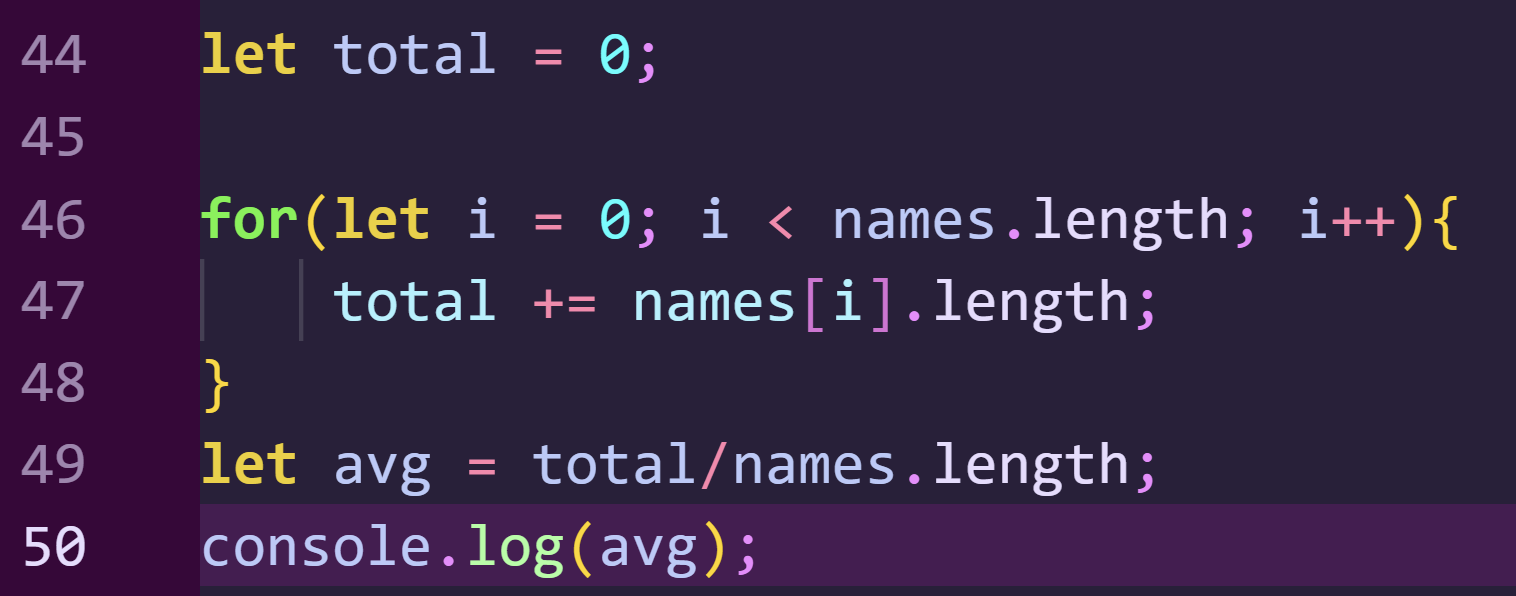 44 let total = 0;
45
46 for(let i = 0; i < names.length; i++){
47     total += names[i].length;
48 }
49 let avg = total/names.length;
50 console.log(avg);